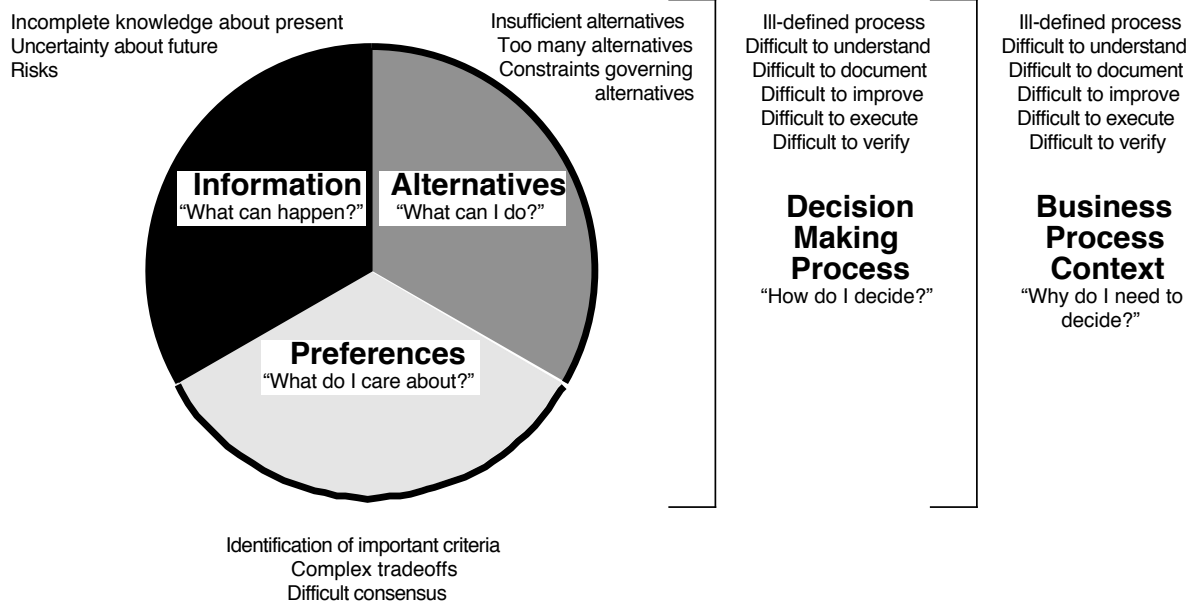 Incomplete knowledge about present
Uncertainty about future
Risks
Insufficient alternatives
Too many alternatives
Constraints governing
alternatives
Information
“What can happen?”
Alternatives
“What can I do?”
Preferences
“What do I care about?”
Identification of important criteria
Complex tradeoffs
Difficult consensus
Ill-defined process
Difficult to understand
Difficult to document
Difficult to improve
Difficult to execute
Difficult to verify
Decision
Making
Process
“How do I decide?”
Ill-defined process
Difficult to understand
Difficult to document
Difficult to improve
Difficult to execute
Difficult to verify
Business
Process
Context
“Why do I need to
decide?”